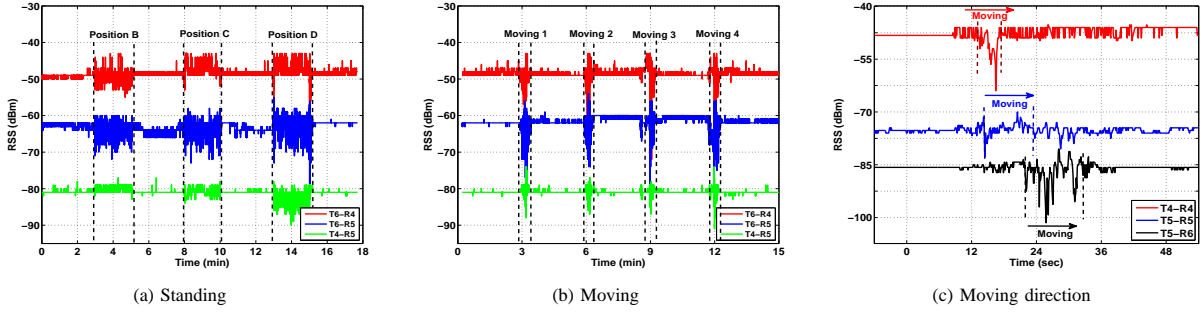 −30
−40
−50
−60
−70
−80
−90
RSS (dBm)
Position B
Position C
Position D
T6−R4
T6−R5
T4−R5
0 2 4 6 8 10 12 14 16 18
Time (min)
(a) Standing
−30
−40
−50
−60
−70
−80
−90
RSS (dBm)
Moving 1
Moving 2
Moving 3
Moving 4
T6−R4
T6−R5
T4−R5
0 3 6 9 12 15
Time (min)
(b) Moving
−40
−55
−70
−85
−100
RSS (dBm)
Moving
Moving
Moving
T4−R4
T5−R5
T5−R6
0 12 24 36 48
Time (sec)
(c) Moving direction